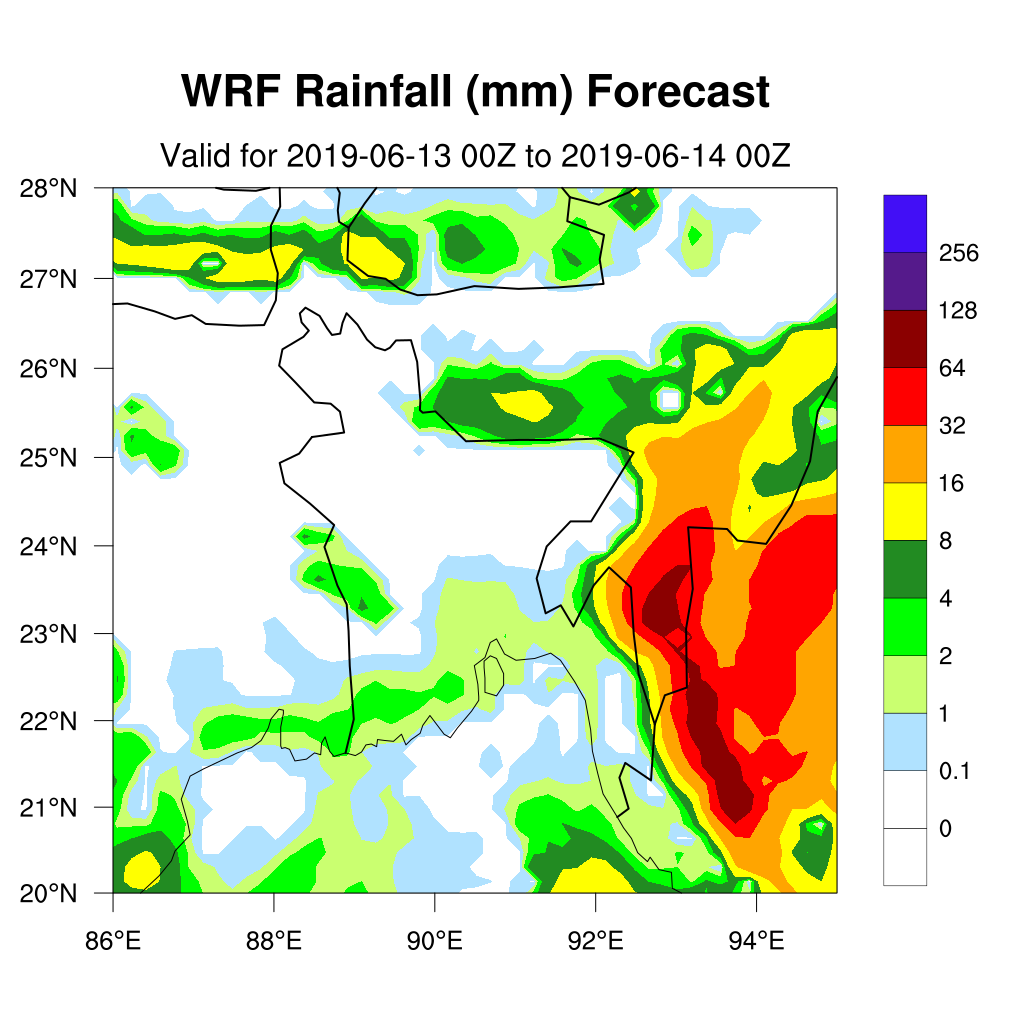 WRF Rainfall (mm) Forecast
Valid for 2019-06-13 00Z to 2019-06-14 00Z
28°N
27°N
26°N
25°N
24°N
23°N
22°N
21°N
20°N
86°E 88°E 90°E 92°E 94°E
256
128
64
32
16
8
4
2
1
0.1
0